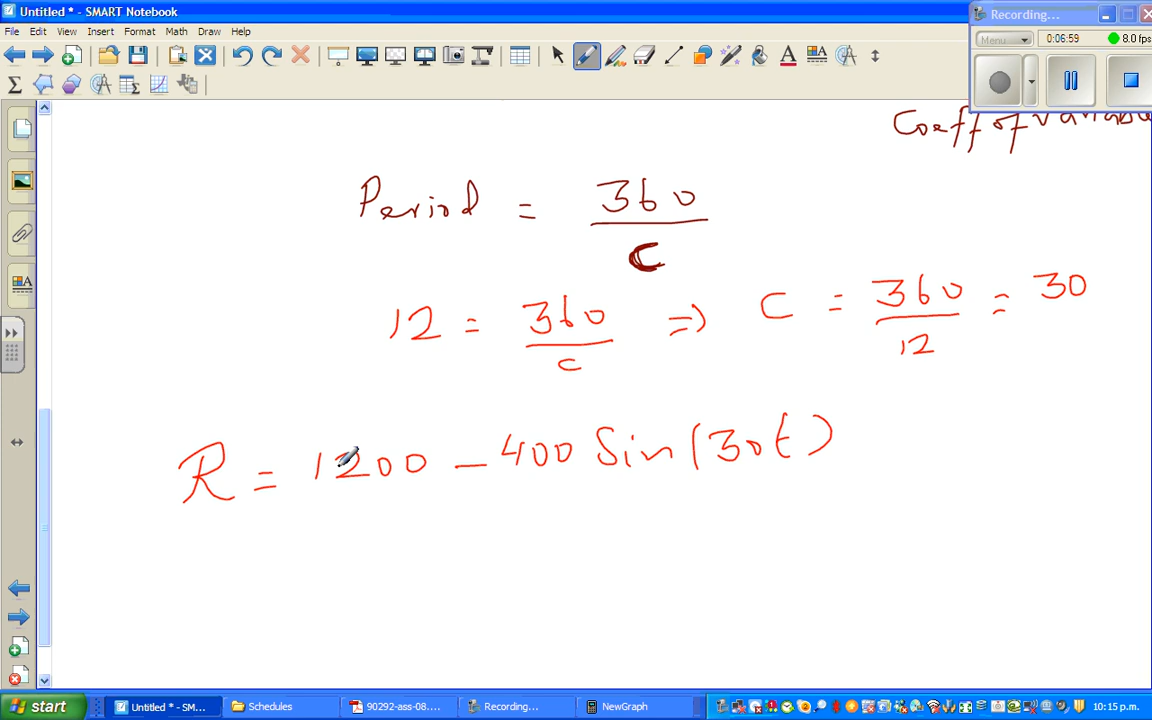 Untitled * - SMART Notebook
Recording...
File Edit View Insert Format Math Draw Help
Menu 0:06:59 8.0 fps
Coeff of variable
Period = 360
c
12 = 360 ⇒ C = 360 = 30
c 12
R = 1200 - 400 Sin(30t)
start Untitled * - SM... Schedules 90292-ass-08... Recording... NewGraph 10:15 p.m.